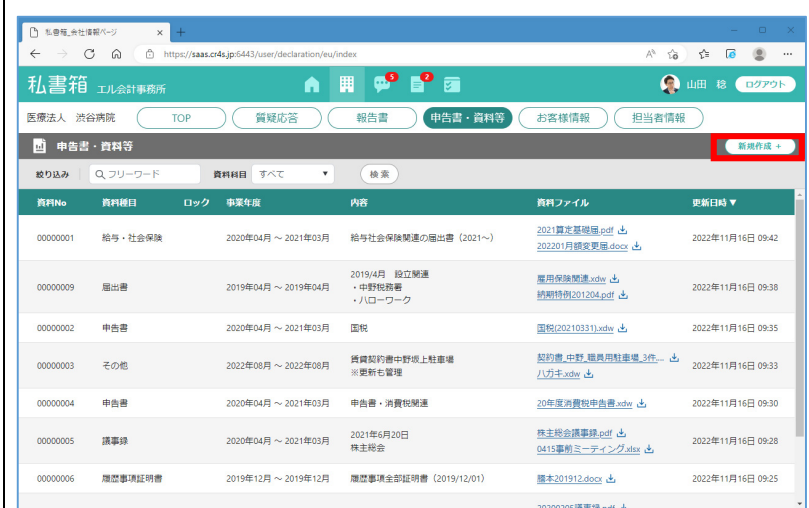 私書箱_会社情報ページ
https://saas.cr4s.jp:6443/user/declaration/eu/index
私書箱 エル会計事務所 5 2 山田 稔 ログアウト
医療法人 渋谷病院 TOP 質疑応答 報告書 申告書・資料等 お客様情報 担当者情報
申告書・資料等 新規作成 +
絞り込み フリーワード 資料科目 すべて ▼ 検索
資料No 資料種目 ロック 事業年度 内容 資料ファイル 更新日時 ▼
00000001 給与・社会保険 2020年04月 ～ 2021年03月 給与社会保険関連の届出書（2021～） 2021算定基礎届.pdf 2022年11月16日 09:42
202201月額変更届.docx
00000009 届出書 2019年04月 ～ 2019年04月 2019/4月 設立関連 雇用保険関連.xdw 2022年11月16日 09:38
・中野税務署 納期特例201204.pdf
・ハローワーク
00000002 申告書 2020年04月 ～ 2021年03月 国税 国税(20210331).xdw 2022年11月16日 09:35
00000003 その他 2022年08月 ～ 2022年08月 賃貸契約書中野坂上駐車場 契約書_中野_職員用駐車場_3件.... 2022年11月16日 09:33
※更新も管理 ハガキ.xdw
00000004 申告書 2020年04月 ～ 2021年03月 申告書・消費税関連 20年度消費税申告書.xdw 2022年11月16日 09:30
00000005 議事録 2020年04月 ～ 2021年03月 2021年6月20日 株主総会議事録.pdf 2022年11月16日 09:28
株主総会 0415事前ミーティング.xlsx
00000006 履歴事項証明書 2019年12月 ～ 2019年12月 履歴事項全部証明書（2019/12/01） 謄本201912.docx 2022年11月16日 09:25